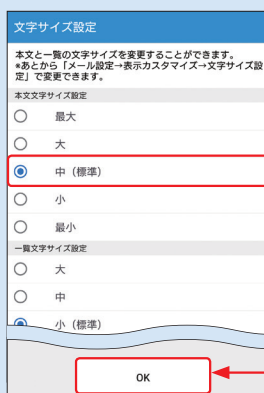 文字サイズ設定
本文と一覧の文字サイズを変更することができます。
*あとから「メール設定→表示カスタマイズ→文字サイズ設
定」で変更できます。
本文文字サイズ設定
最大
大
中（標準）
小
最小
一覧文字サイズ設定
大
中
小（標準）
OK